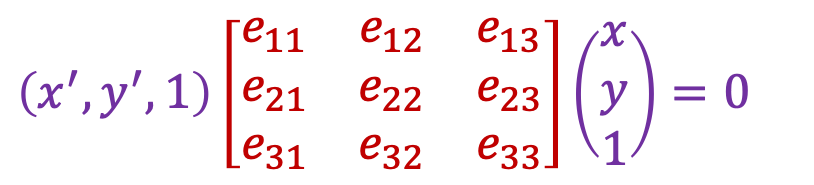 (x′, y′, 1) [e₁₁ e₁₂ e₁₃; e₂₁ e₂₂ e₂₃; e₃₁ e₃₂ e₃₃] (x; y; 1) = 0